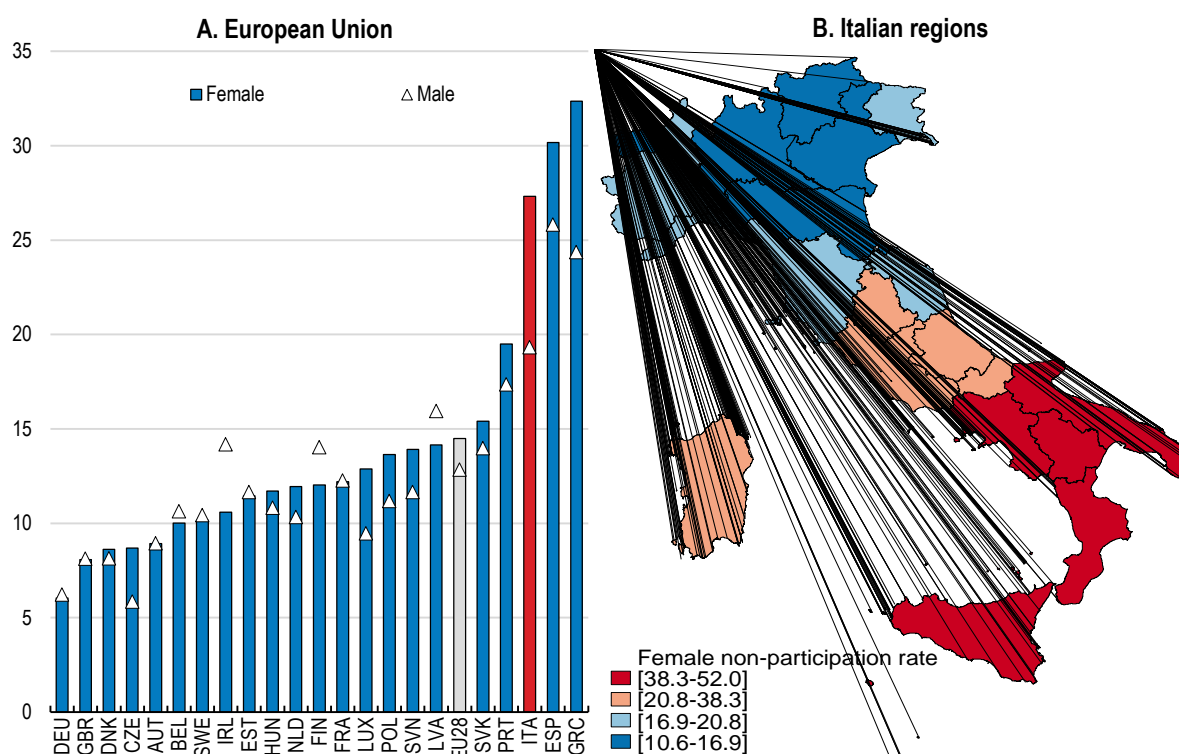 A. European Union
35
30
25
20
15
10
5
0
Female
Male
DEU
GBR
DNK
CZE
AUT
BEL
SWE
IRL
EST
HUN
NLD
FIN
FRA
LUX
POL
SVN
LVA
EU28
SVK
PRT
ITA
ESP
GRC
B. Italian regions
Female non-participation rate
[38.3-52.0]
[20.8-38.3]
[16.9-20.8]
[10.6-16.9]